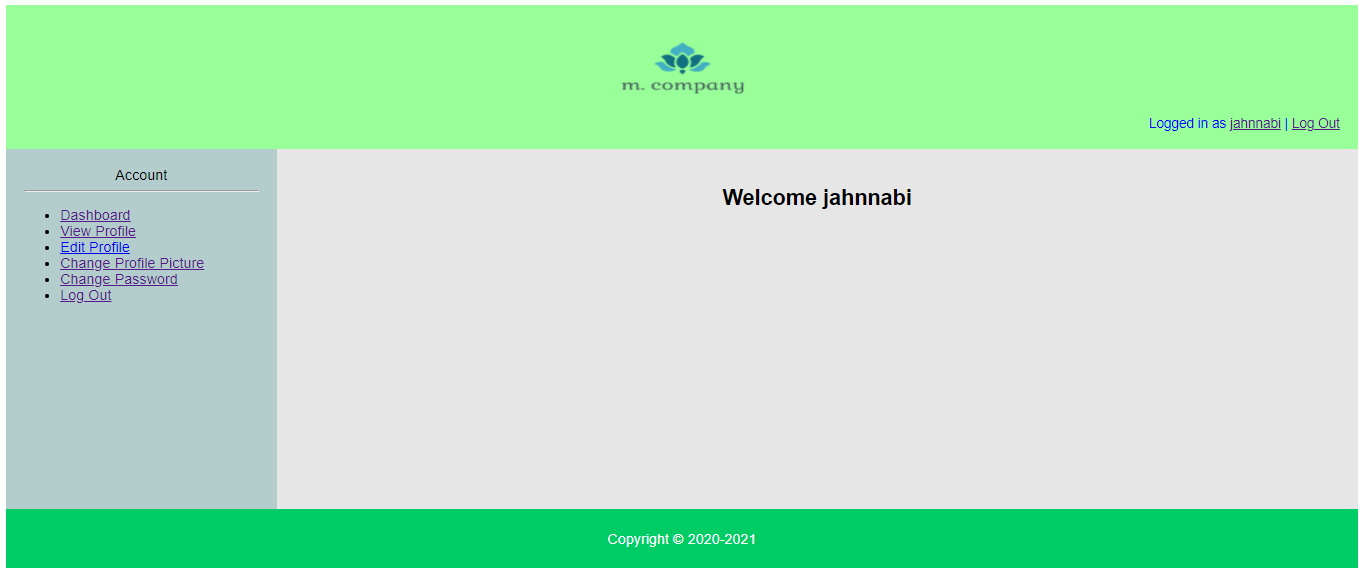 m. company
Logged in as jahnnabi | Log Out
Account
Dashboard
View Profile
Edit Profile
Change Profile Picture
Change Password
Log Out
Welcome jahnnabi
Copyright © 2020-2021